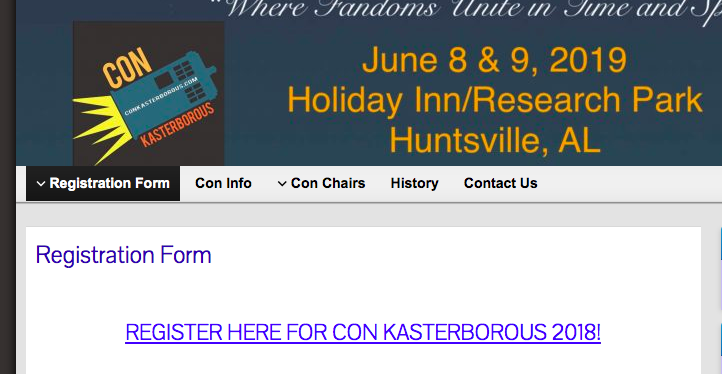 "Where Fandoms Unite in Time and
CON
CONKASTERBOROUS.COM
KASTERBOROUS
June 8 & 9, 2019
Holiday Inn/Research Park
Huntsville, AL
Registration Form
Con Info
Con Chairs
History
Contact Us
Registration Form
REGISTER HERE FOR CON KASTERBOROUS 2018!